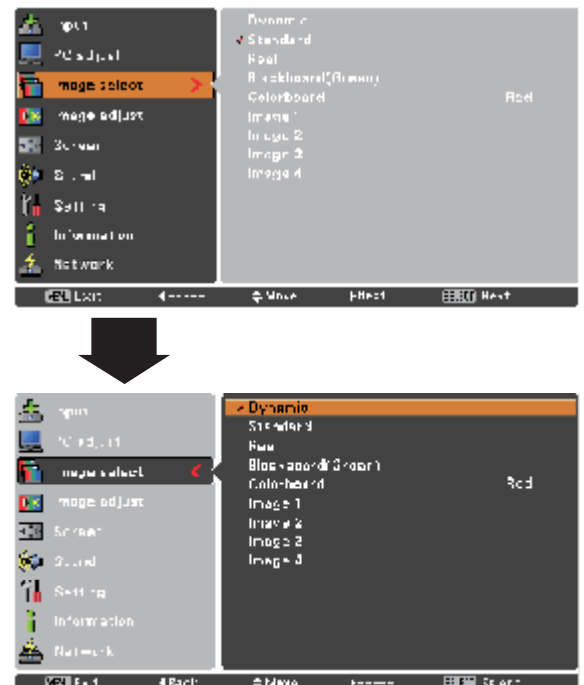 Input
PC adjust
Image select
Image adjust
Screen
Sound
Setting
Information
Network
Dynamic
Standard
Real
Blackboard(Green)
Colorboard Red
Image 1
Image 2
Image 3
Image 4
Exit ----- Move Next Next
Input
PC adjust
Image select
Image adjust
Screen
Sound
Setting
Information
Network
Dynamic
Standard
Real
Blackboard(Green)
Colorboard Red
Image 1
Image 2
Image 3
Image 4
Exit Back Move ----- Select